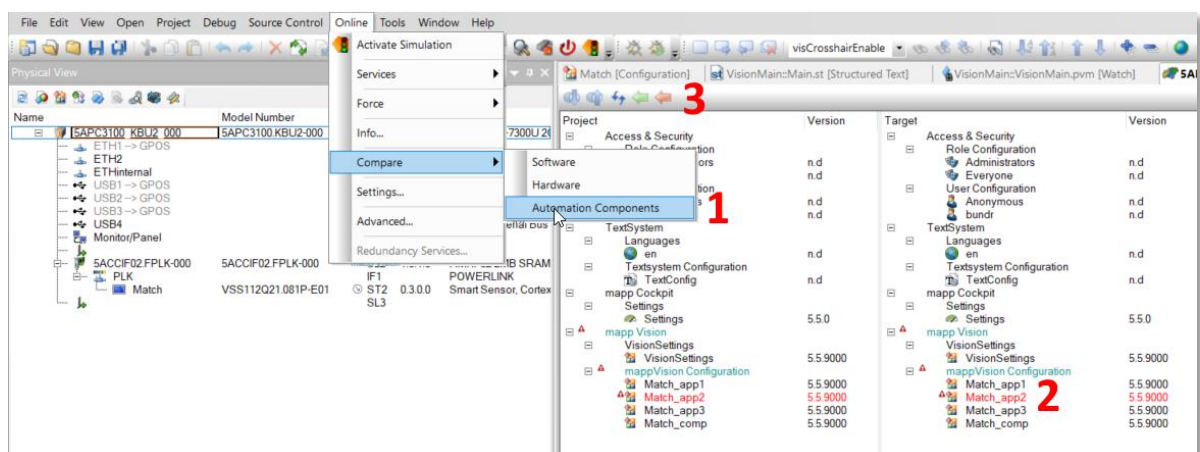 File Edit View Open Project Debug Source Control Online Tools Window Help
Activate Simulation
Services
Force
Info...
Compare
Settings...
Advanced...
Redundancy Services...
Software
Hardware
Automation Components
1
visCrosshairEnable
Physical View
Match [Configuration] VisionMain::Main.st [Structured Text] VisionMain::VisionMain.pvm [Watch] 5AP
3
Name Model Number
5APC3100_KBU2_000 5APC3100.KBU2-000 -7300U 2
ETH1 -> GPOS
ETH2
ETHinternal
USB1 -> GPOS
USB2 -> GPOS
USB3 -> GPOS
USB4
Monitor/Panel
5ACCIF02.FPLK-000 5ACCIF02.FPLK-000 MB SRAM
PLK IF1 POWERLINK
Match VSS112Q21.081P-E01 ST2 0.3.0.0 Smart Sensor, Cortex
SL3
Project Version
Access & Security
Role Configuration
ors n.d
n.d
tion
s n.d
n.d
TextSystem
Languages
en n.d
Textsystem Configuration
TextConfig n.d
mapp Cockpit
Settings
Settings 5.5.0
mapp Vision
VisionSettings
VisionSettings 5.5.9000
mappVision Configuration
Match_app1 5.5.9000
Match_app2 5.5.9000
Match_app3 5.5.9000
Match_comp 5.5.9000
Target Version
Access & Security
Role Configuration
Administrators n.d
Everyone n.d
User Configuration
Anonymous n.d
bundr n.d
TextSystem
Languages
en n.d
Textsystem Configuration
TextConfig n.d
mapp Cockpit
Settings
Settings 5.5.0
mapp Vision
VisionSettings
VisionSettings 5.5.9000
mappVision Configuration
Match_app1 5.5.9000
Match_app2 5.5.9000
Match_app3 5.5.9000
Match_comp 5.5.9000
2